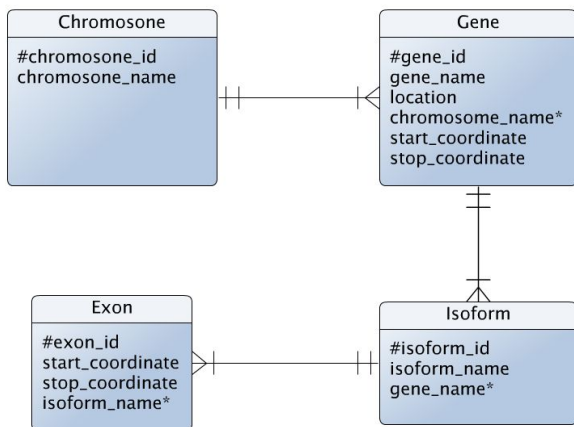 Chromosone
#chromosone_id
chromosone_name
Gene
#gene_id
gene_name
location
chromosome_name*
start_coordinate
stop_coordinate
Exon
#exon_id
start_coordinate
stop_coordinate
isoform_name*
Isoform
#isoform_id
isoform_name
gene_name*